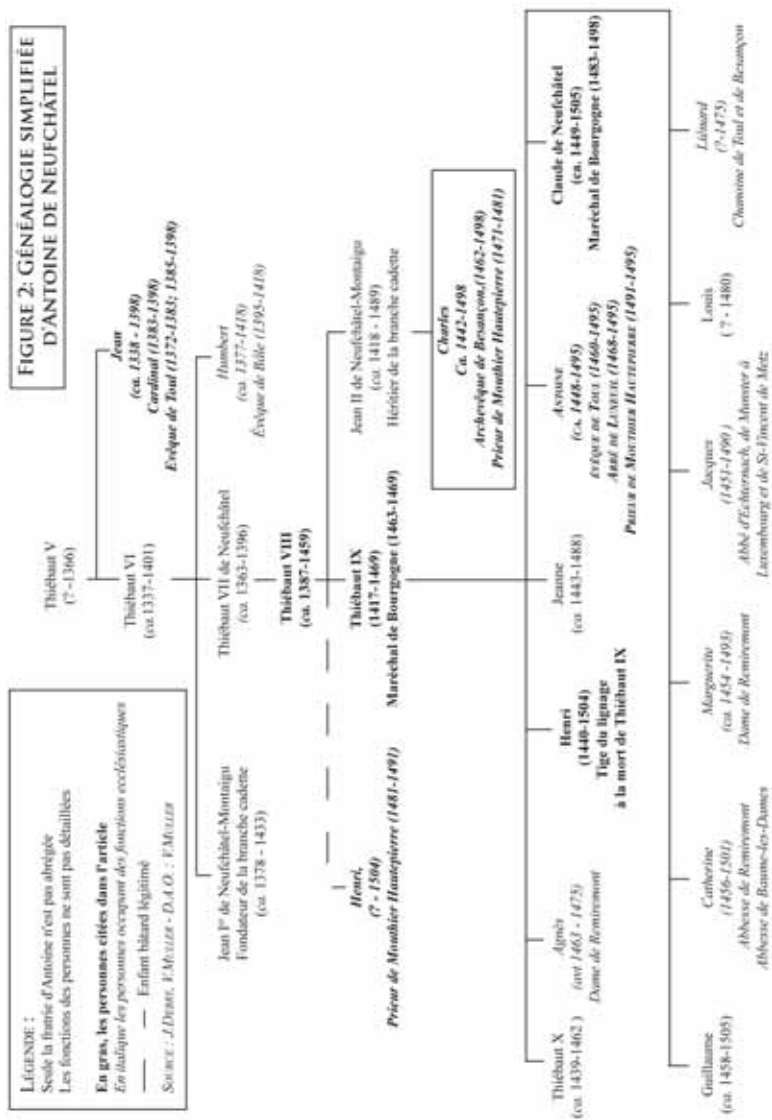 FIGURE 2: GÉNÉALOGIE SIMPLIFIÉE
D'ANTOINE DE NEUFCHÂTEL
LÉGENDE :
Seule la fratrie d'Antoine n'est pas abrégée
Les fonctions des personnes ne sont pas détaillées
En gras, les personnes citées dans l'article
En italique les personnes occupant des fonctions ecclésiastiques
Enfant bâtard légitimé
SOURCE : J.DEBRY, V.MULLER - D.A.O. : V.MULLER
Thiébaut V
(? -1366)
Thiébaut VI
(ca.1337-1401)
Jean
(ca. 1338 - 1398)
Cardinal (1383-1398)
Evêque de Toul (1372-1383; 1385-1398)
Jean Ier de Neufchâtel-Montaigu
Fondateur de la branche cadette
(ca. 1378 - 1433)
Thiébaut VII de Neufchâtel
(ca. 1363-1396)
Humbert
(ca. 1377-1418)
Évêque de Bâle (1395-1418)
Thiébaut VIII
(ca. 1387-1459)
Henri,
(? - 1504)
Prieur de Mouthier Hautepierre (1481-1491)
Thiébaut IX
(1417-1469)
Maréchal de Bourgogne (1463-1469)
Jean II de Neufchâtel-Montaigu
(ca. 1418 - 1489)
Héritier de la branche cadette
Charles
Ca. 1442-1498
Archevêque de Besançon,(1462-1498)
Prieur de Mouthier Hautepierre (1471-1481)
Thiébaut X
(ca. 1439-1462 )
Agnès
(avt 1463 - 1475)
Dame de Remiremont
Henri
(1440-1504)
Tige du lignage
à la mort de Thiébaut IX
Jeanne
(ca. 1443-1488)
ANTOINE
(CA. 1448-1495)
EVÊQUE DE TOUL (1460-1495)
ABBÉ DE LUXEUIL (1468-1495)
PRIEUR DE MOUTHIER HAUTEPIERRE (1491-1495)
Claude de Neufchâtel
(ca. 1449-1505)
Maréchal de Bourgogne (1483-1498)
Guillaume
(ca. 1458-1505)
Catherine
(1456-1501)
Abbesse de Remiremont
Abbesse de Baume-les-Dames
Marguerite
(ca. 1454 -1493)
Dame de Remiremont
Jacques
(1451-1490)
Abbé d'Echternach, de Munster à
Luxembourg et de St-Vincent de Metz
Louis
( ? - 1480)
Liénard
(?-1475)
Chanoine de Toul et de Besançon